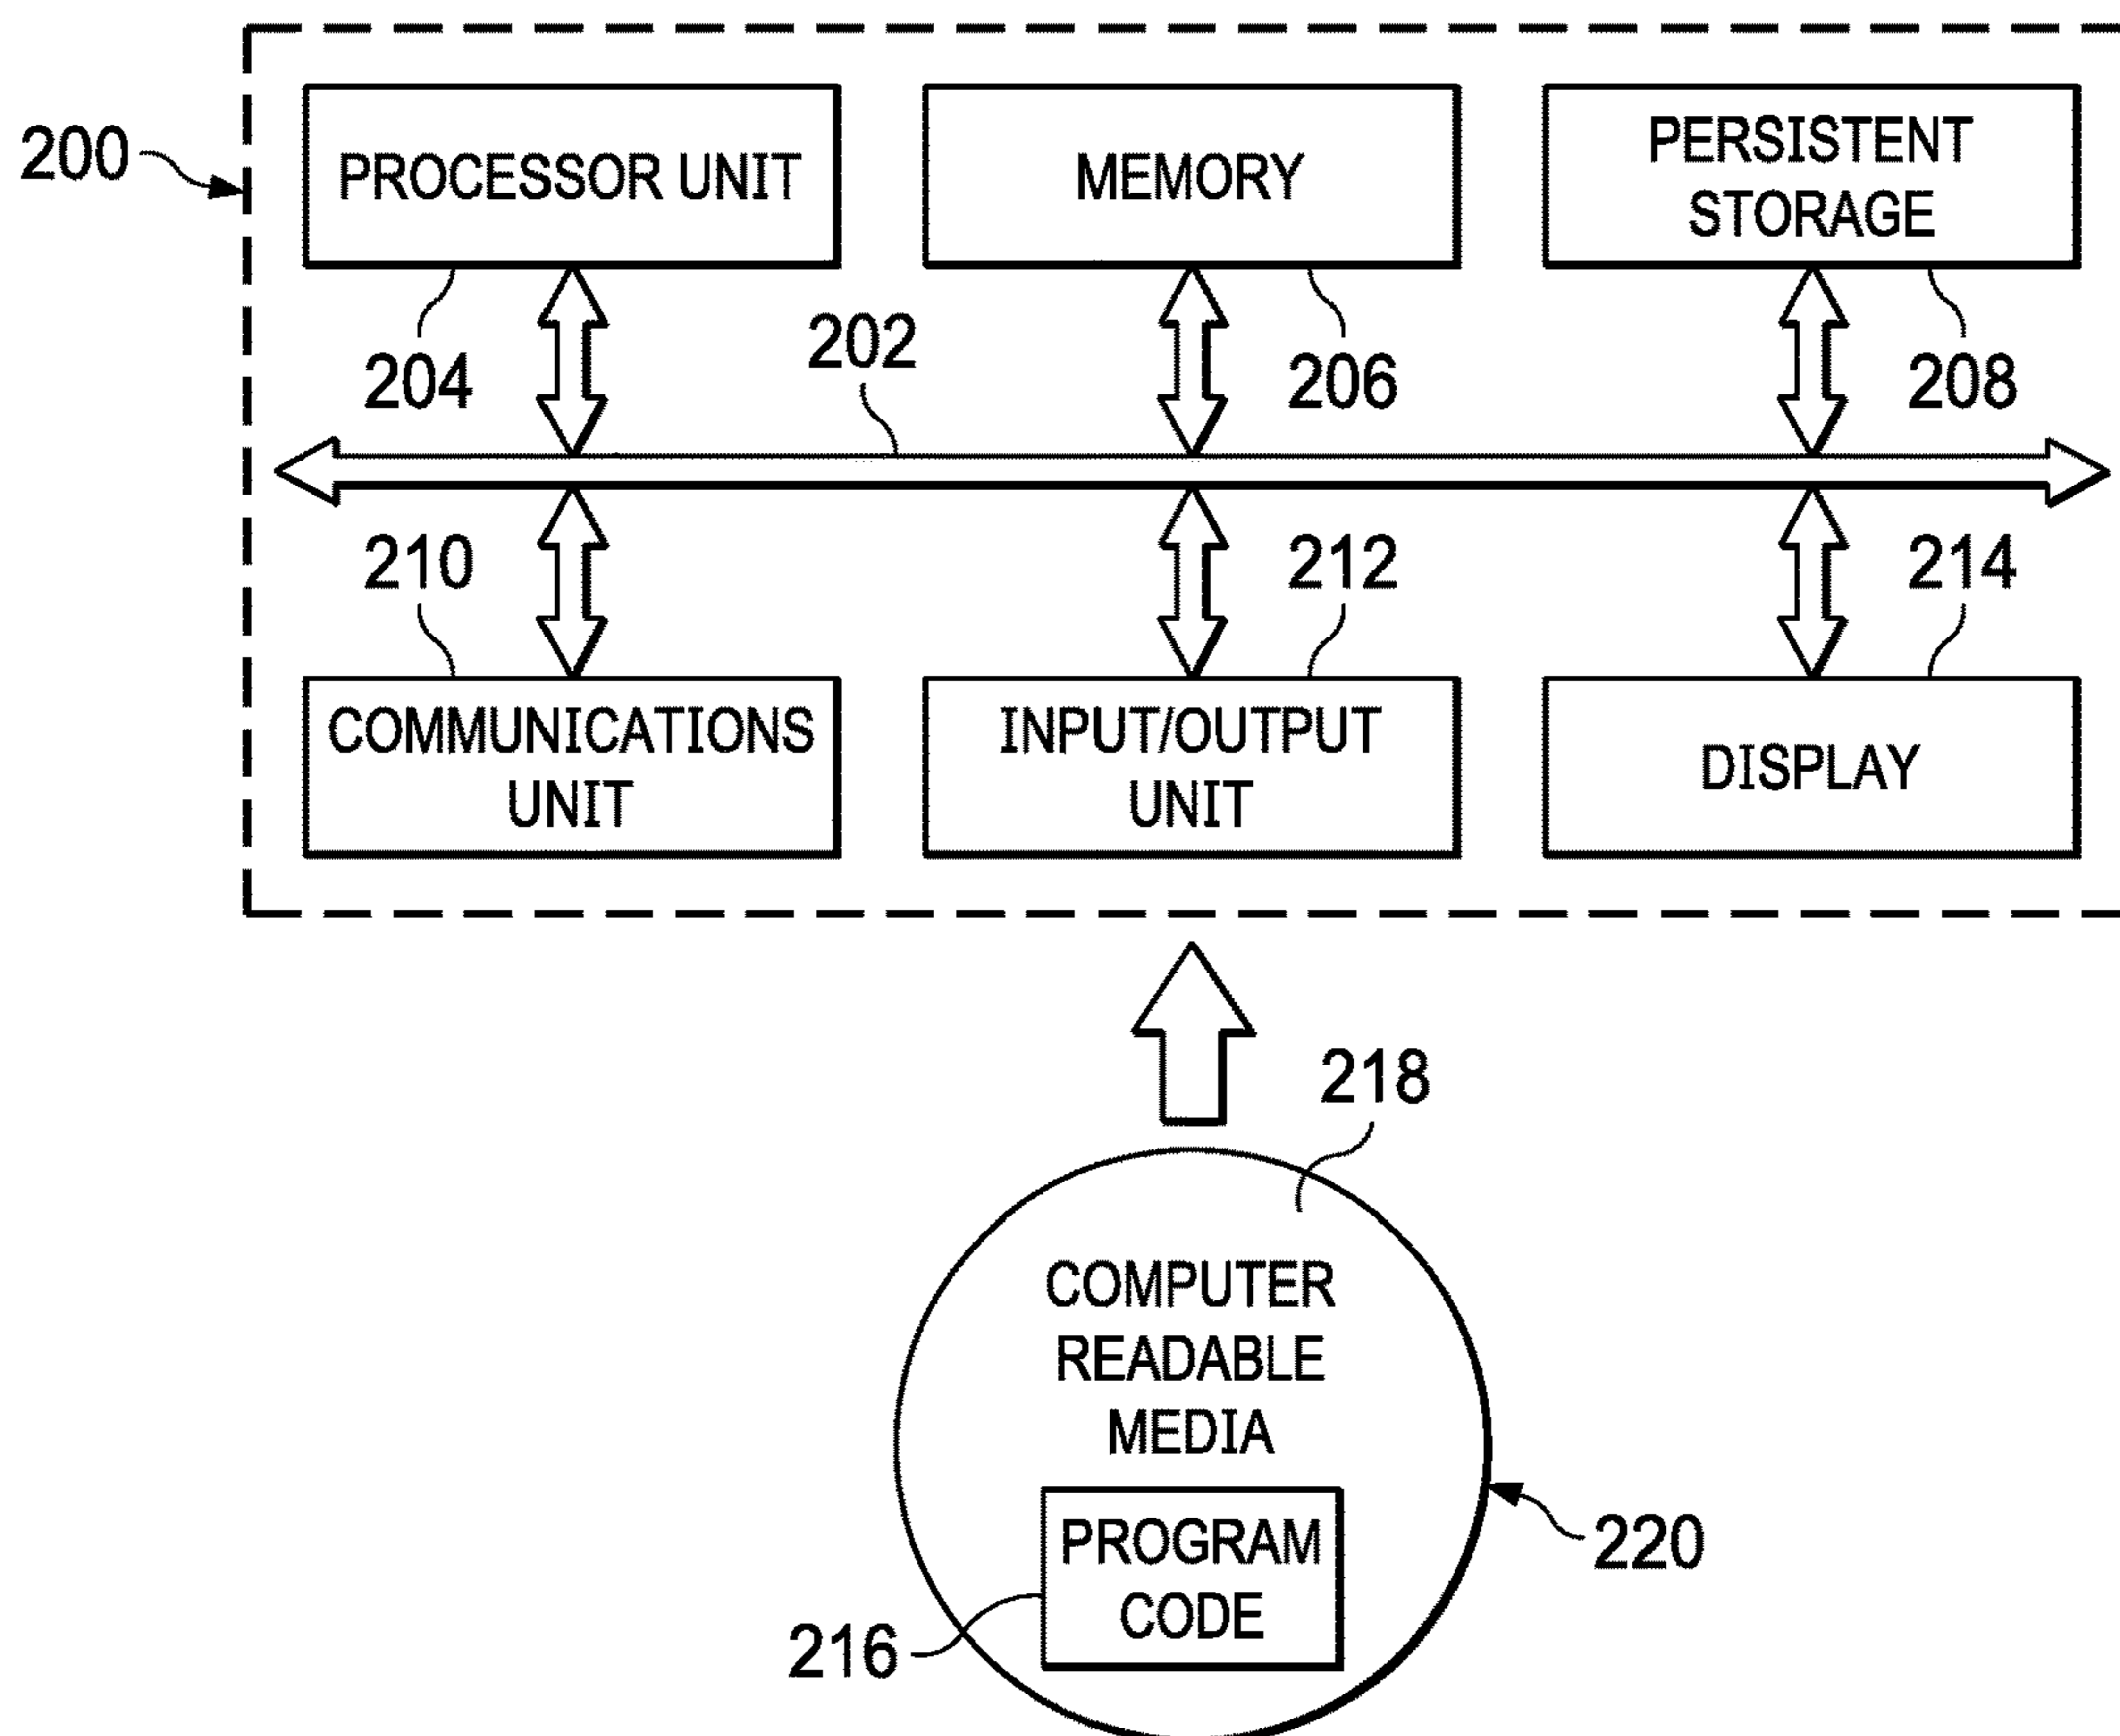 200
PROCESSOR UNIT
MEMORY
PERSISTENT
STORAGE
204
202
206
208
210
212
214
COMMUNICATIONS
UNIT
INPUT/OUTPUT
UNIT
DISPLAY
218
COMPUTER
READABLE
MEDIA
PROGRAM
CODE
216
220